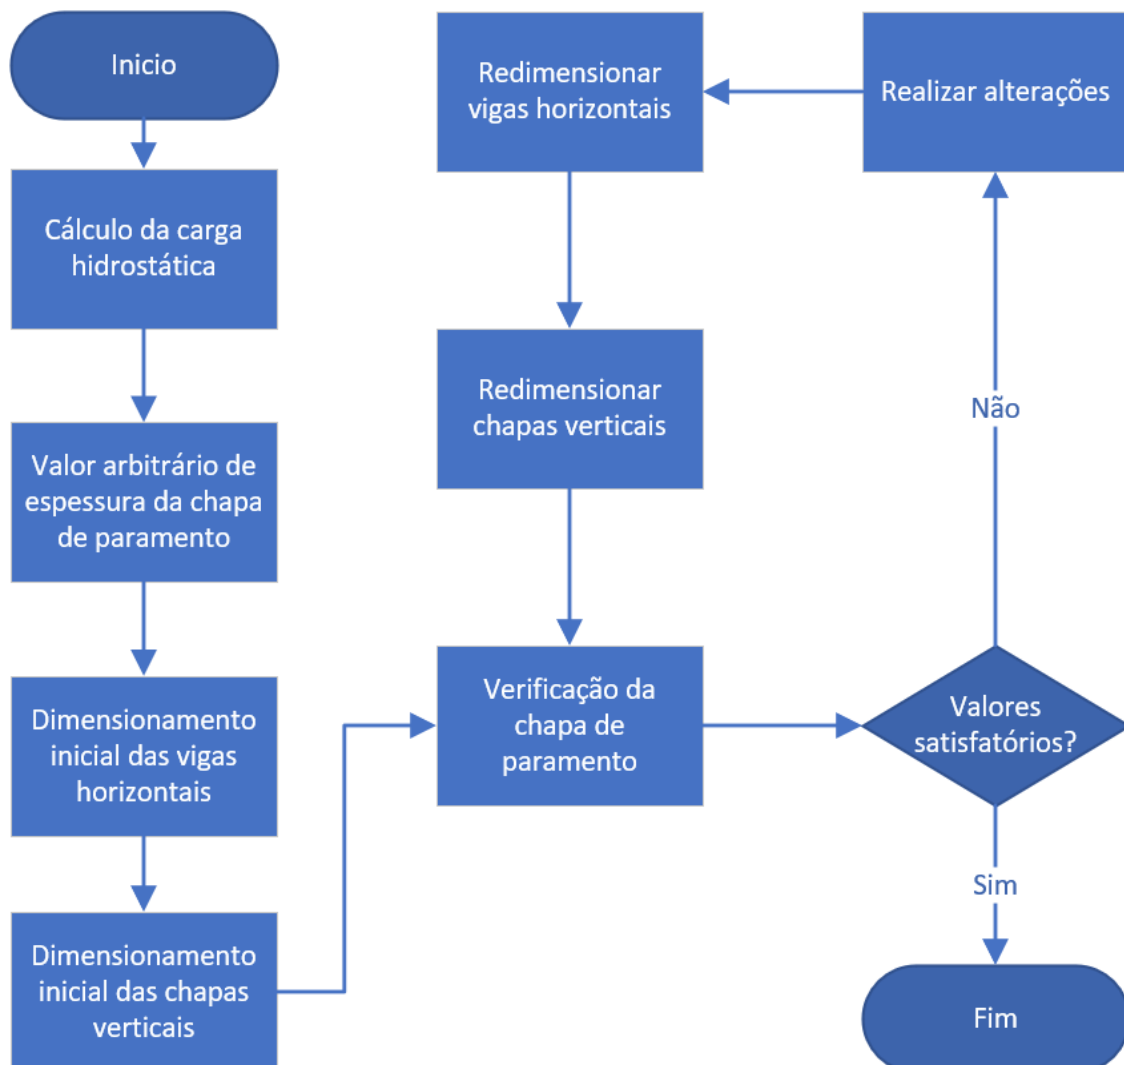 Inicio
Cálculo da carga
hidrostática
Valor arbitrário de
espessura da chapa
de paramento
Dimensionamento
inicial das vigas
horizontais
Dimensionamento
inicial das chapas
verticais
Redimensionar
vigas horizontais
Redimensionar
chapas verticais
Verificação da
chapa de
paramento
Realizar alterações
Não
Valores
satisfatórios?
Sim
Fim